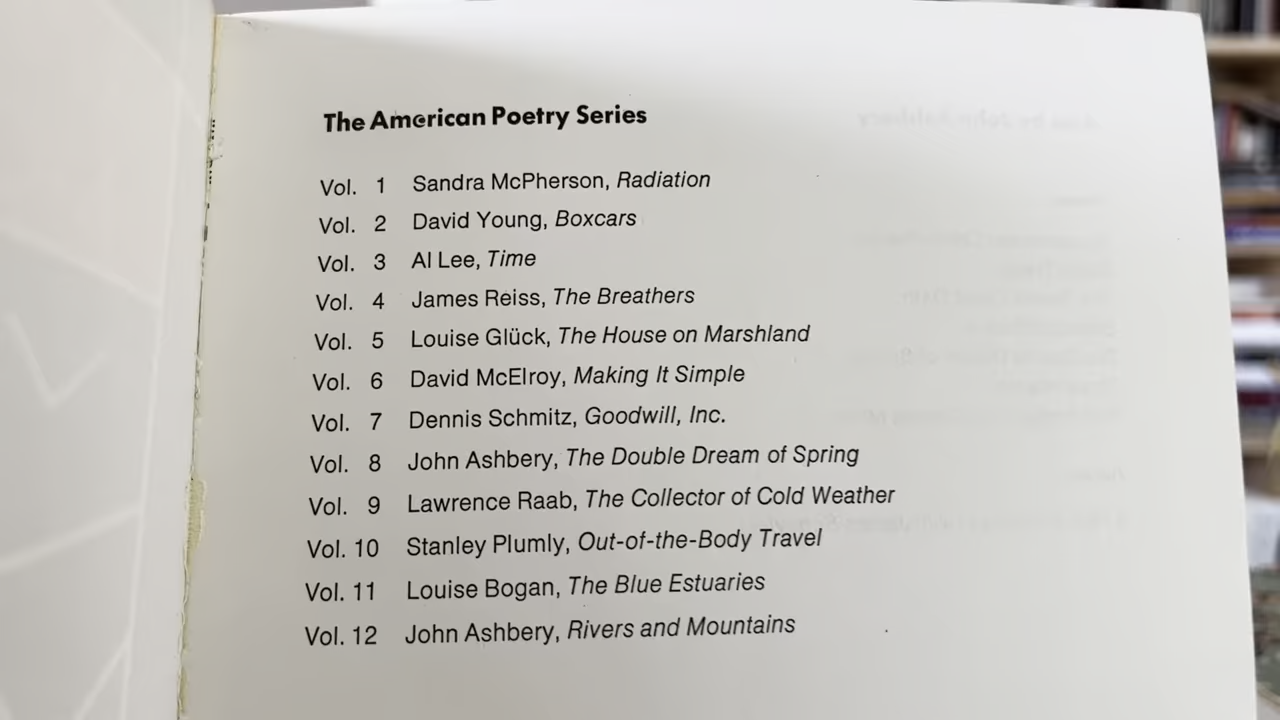 The American Poetry Series
Vol. 1 Sandra McPherson, Radiation
Vol. 2 David Young, Boxcars
Vol. 3 Al Lee, Time
Vol. 4 James Reiss, The Breathers
Vol. 5 Louise Glück, The House on Marshland
Vol. 6 David McElroy, Making It Simple
Vol. 7 Dennis Schmitz, Goodwill, Inc.
Vol. 8 John Ashbery, The Double Dream of Spring
Vol. 9 Lawrence Raab, The Collector of Cold Weather
Vol. 10 Stanley Plumly, Out-of-the-Body Travel
Vol. 11 Louise Bogan, The Blue Estuaries
Vol. 12 John Ashbery, Rivers and Mountains